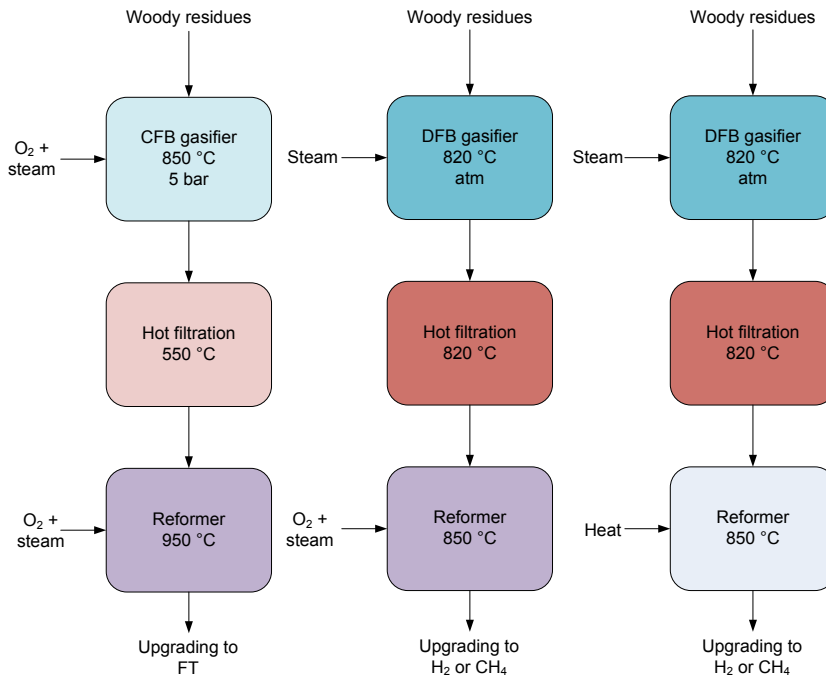 Woody residues
O₂ +
steam
CFB gasifier
850 °C
5 bar
Hot filtration
550 °C
O₂ +
steam
Reformer
950 °C
Upgrading to
FT
Woody residues
Steam
DFB gasifier
820 °C
atm
Hot filtration
820 °C
O₂ +
steam
Reformer
850 °C
Upgrading to
H₂ or CH₄
Woody residues
Steam
DFB gasifier
820 °C
atm
Hot filtration
820 °C
Heat
Reformer
850 °C
Upgrading to
H₂ or CH₄